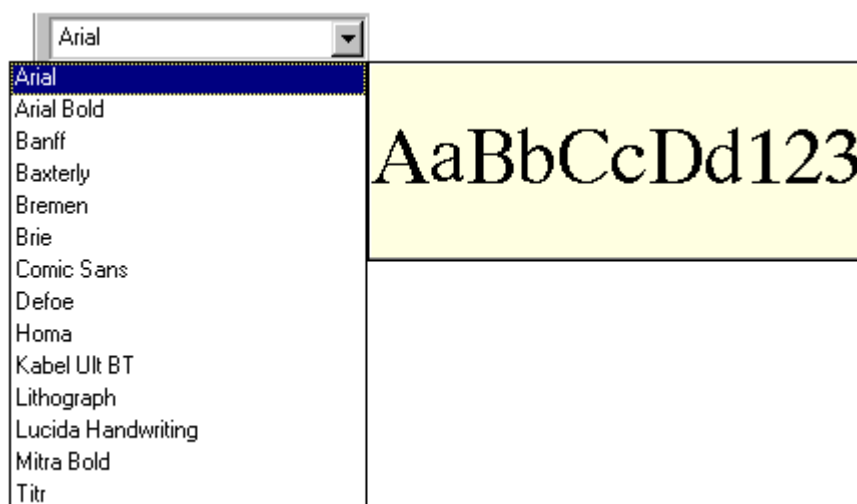 Arial
Arial
Arial Bold
Banff
Baxterly
Bremen
Brie
Comic Sans
Defoe
Homa
Kabel Ult BT
Lithograph
Lucida Handwriting
Mitra Bold
Titr
AaBbCcDd123